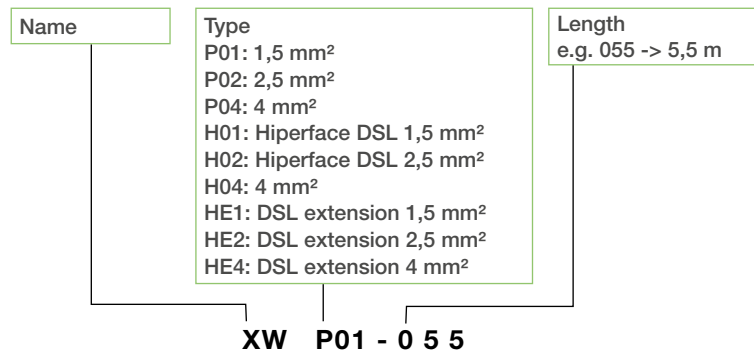 Name
Type
P01: 1,5 mm²
P02: 2,5 mm²
P04: 4 mm²
H01: Hiperface DSL 1,5 mm²
H02: Hiperface DSL 2,5 mm²
H04: 4 mm²
HE1: DSL extension 1,5 mm²
HE2: DSL extension 2,5 mm²
HE4: DSL extension 4 mm²
Length
e.g. 055 -> 5,5 m
XW P01 - 0 5 5